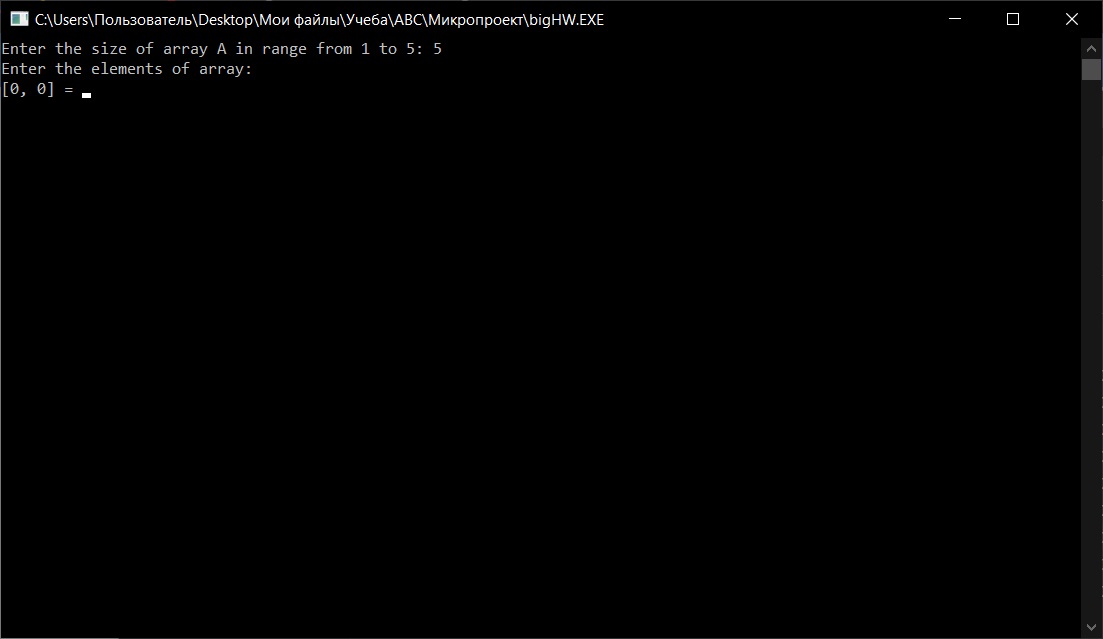 C:\Users\Пользователь\Desktop\Мои файлы\Учеба\АВС\Микропроект\bigHW.EXE
Enter the size of array A in range from 1 to 5: 5
Enter the elements of array:
[0, 0] =